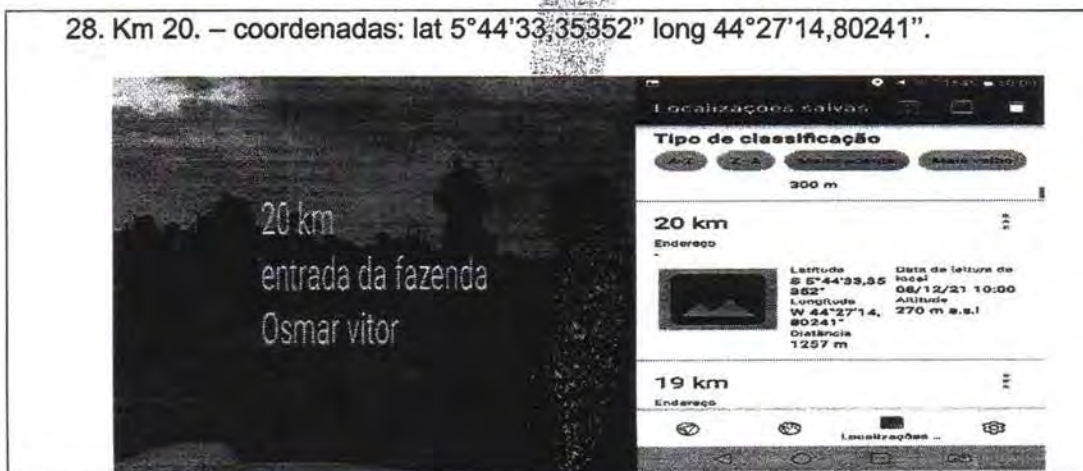 28. Km 20. – coordenadas: lat 5°44'33,35352” long 44°27'14,80241”.
20 km
entrada da fazenda
Osmar vitor
Localizações salvas
Tipo de classificação
A-Z
Z-A
Mais velho
300 m
20 km
Endereço
-
Latitude
S 5°44'33,35
352"
Longitude
W 44°27'14,
80241"
Distância
1257 m
Data de leitura do
local
08/12/21 10:00
Altitude
270 m a.s.l
19 km
Endereço
Localizações ...